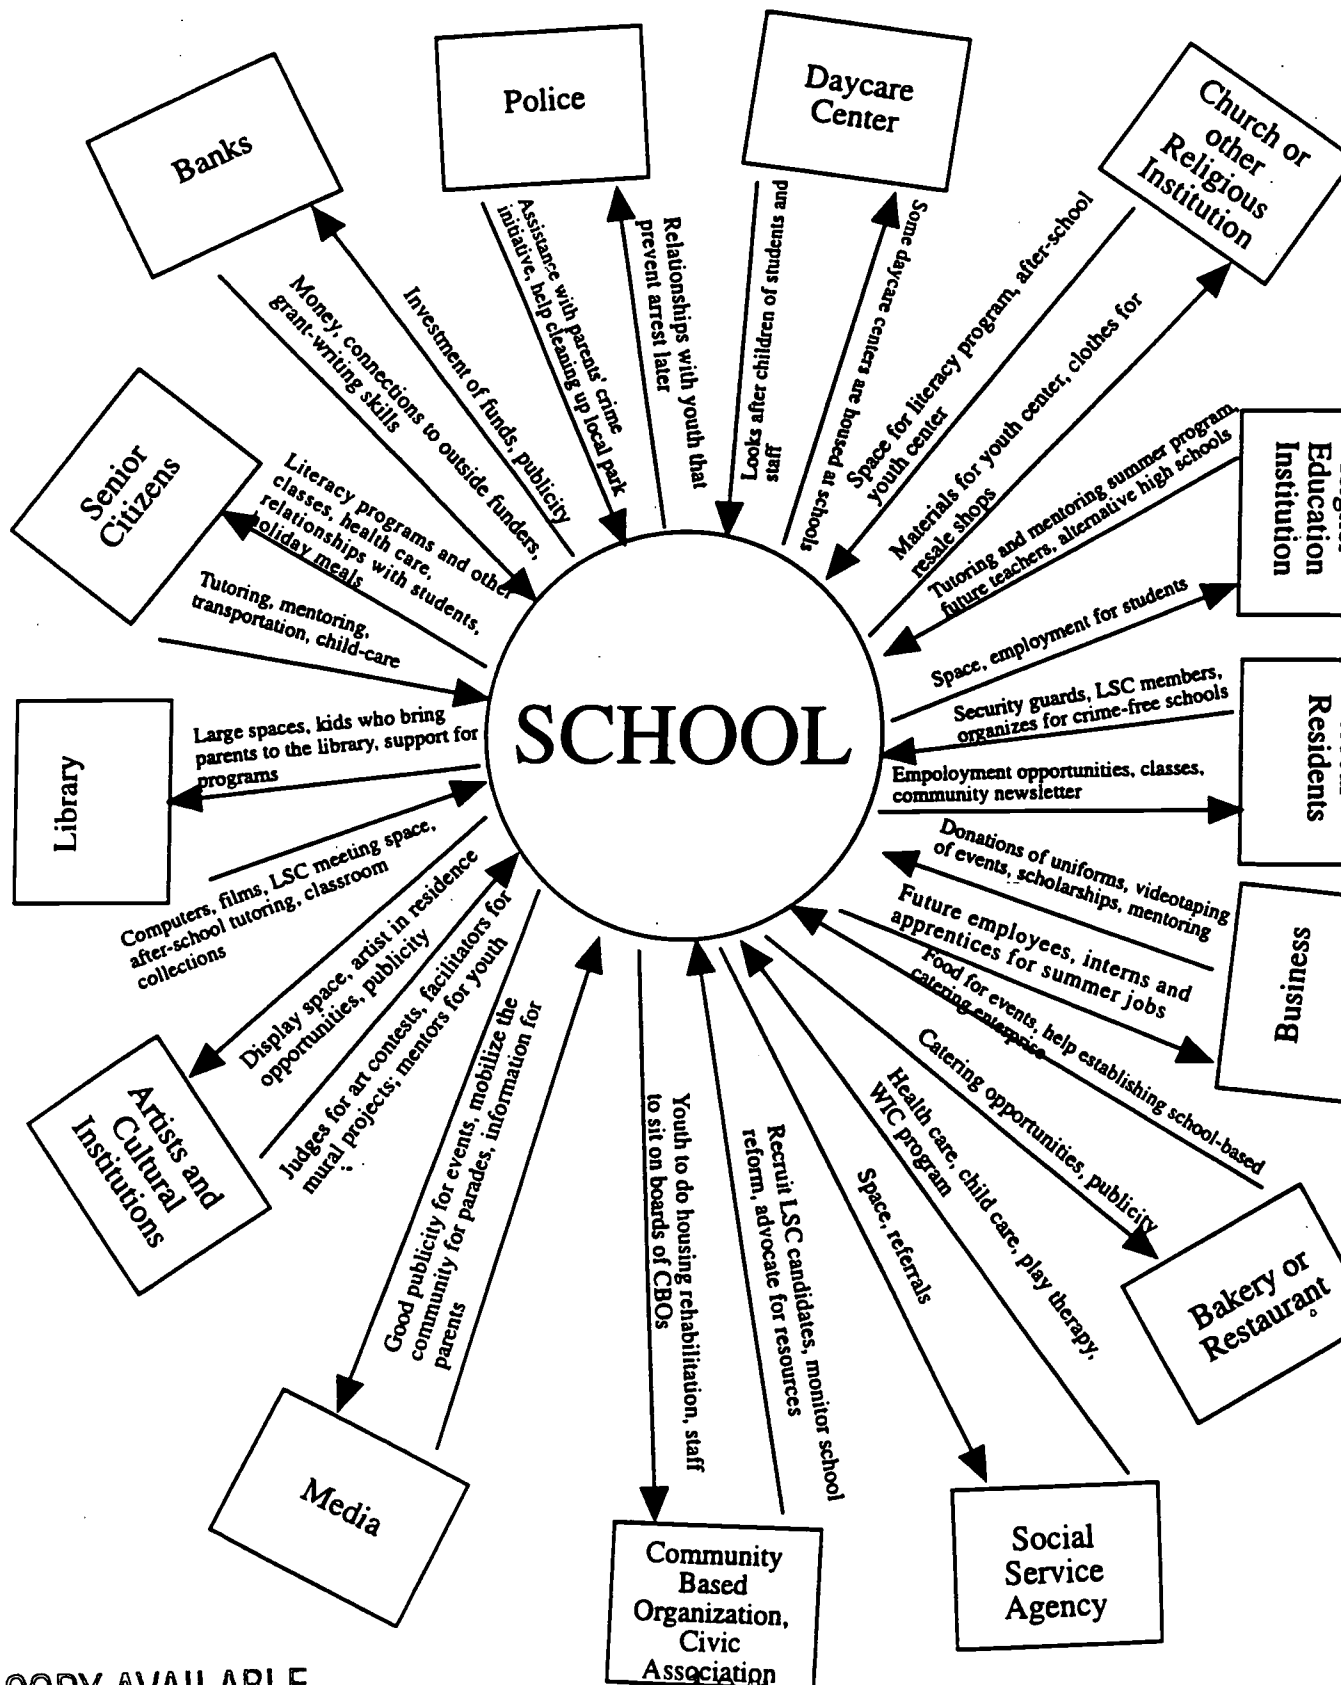 Police
Daycare
Center
Church or
other
Religious
Institution
Banks
Assistance with parents' crime
initiative, help cleaning up local park
Relationships with youth that
prevent arrest later
Looks after children of students and
staff
Some daycare centers are housed at schools
Space for literacy program, after-school
youth center
Materials for youth center, clothes for
resale shops
Investment of funds, publicity
Money, connections to outside funders,
grant-writing skills
Senior
Citizens
Literacy programs and other
classes, health care,
relationships with students,
holiday meals
Tutoring, mentoring,
transportation, child-care
Education
Institution
Tutoring and mentoring summer program,
future teachers, alternative high schools
Space, employment for students
SCHOOL
Residents
Security guards, LSC members,
organizes for crime-free schools
Empoloyment opportunities, classes,
community newsletter
Library
Large spaces, kids who bring
parents to the library, support for
programs
Computers, films, LSC meeting space,
after-school tutoring, classroom
collections
Business
Donations of uniforms, videotaping
of events, scholarships, mentoring
Future employees, interns and
apprentices for summer jobs
Food for events, help establishing school-based
catering enterprise
Catering opportunities, publicity
Bakery or
Restaurant
Artists and
Cultural
Institutions
Display space, artist in residence
opportunities, publicity
Judges for art contests, facilitators for
mural projects; mentors for youth
Good publicity for events, mobilize the
community for parades, information for
parents
Media
Youth to do housing rehabilitation, staff
to sit on boards of CBOs
Recruit LSC candidates, monitor school
reform, advocate for resources
Space, referrals
Health care, child care, play therapy,
WIC program
Community
Based
Organization,
Civic
Association
Social
Service
Agency
COPY AVAILABLE